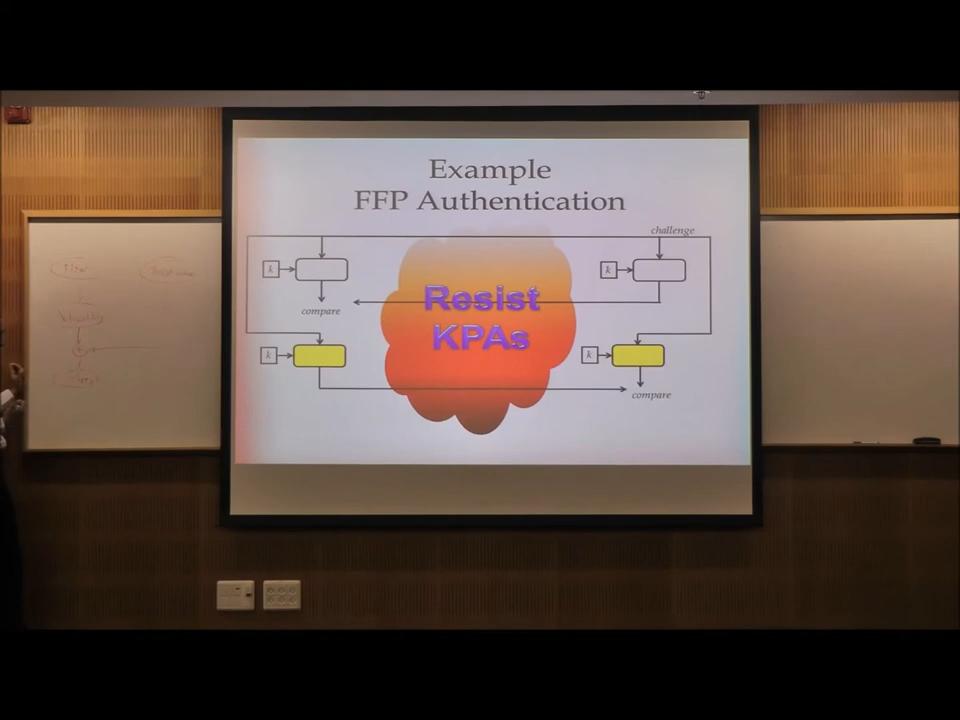 Example
FFP Authentication
challenge
k
k
Resist
KPAs
compare
k
k
compare